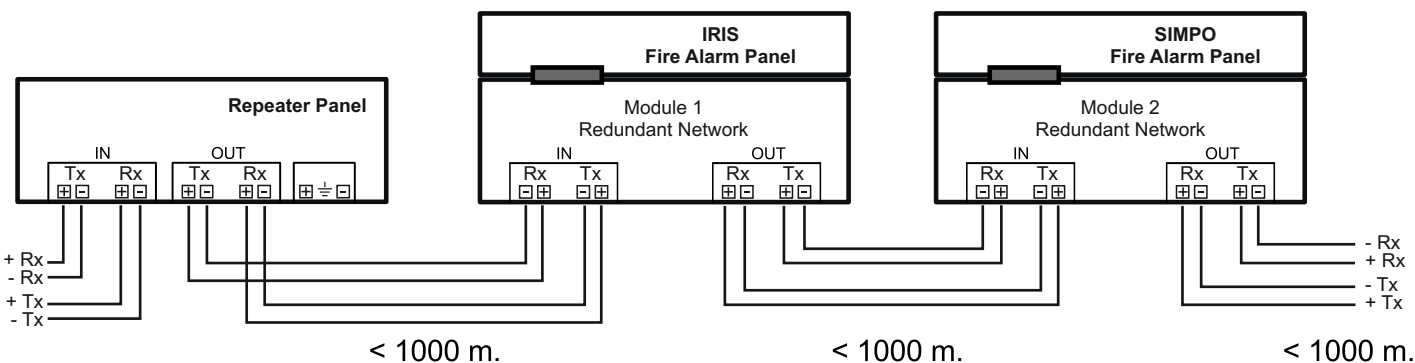 IRIS
Fire Alarm Panel
SIMPO
Fire Alarm Panel
Repeater Panel
Module 1
Redundant Network
Module 2
Redundant Network
IN OUT
Tx Rx Tx Rx
+ - + - + - + - + ⏚ -
IN OUT
Rx Tx Rx Tx
- + - + + - + -
IN OUT
Rx Tx Rx Tx
- + - + + - + -
+ Rx
- Rx
+ Tx
- Tx
- Rx
+ Rx
- Tx
+ Tx
< 1000 m. < 1000 m. < 1000 m.